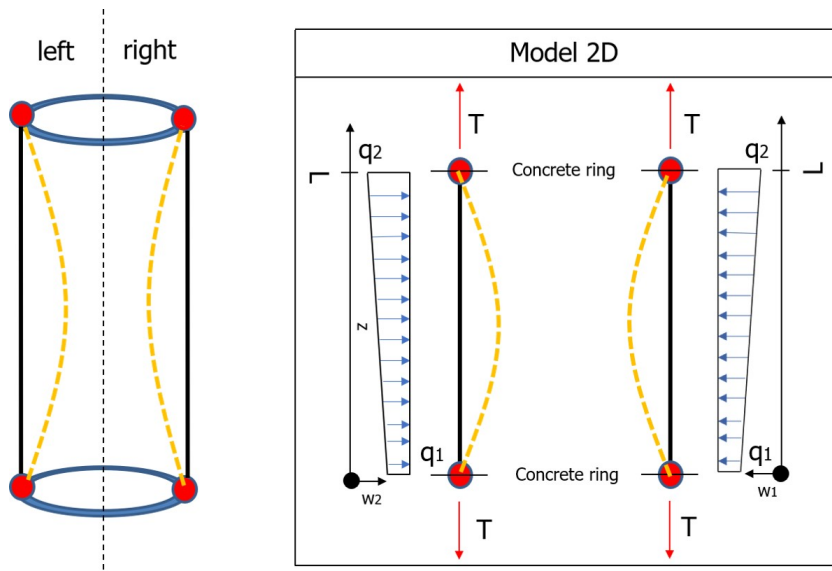 left
right
Model 2D
T
T
q2
Concrete ring
q2
L
L
z
q1
Concrete ring
q1
w2
w1
T
T